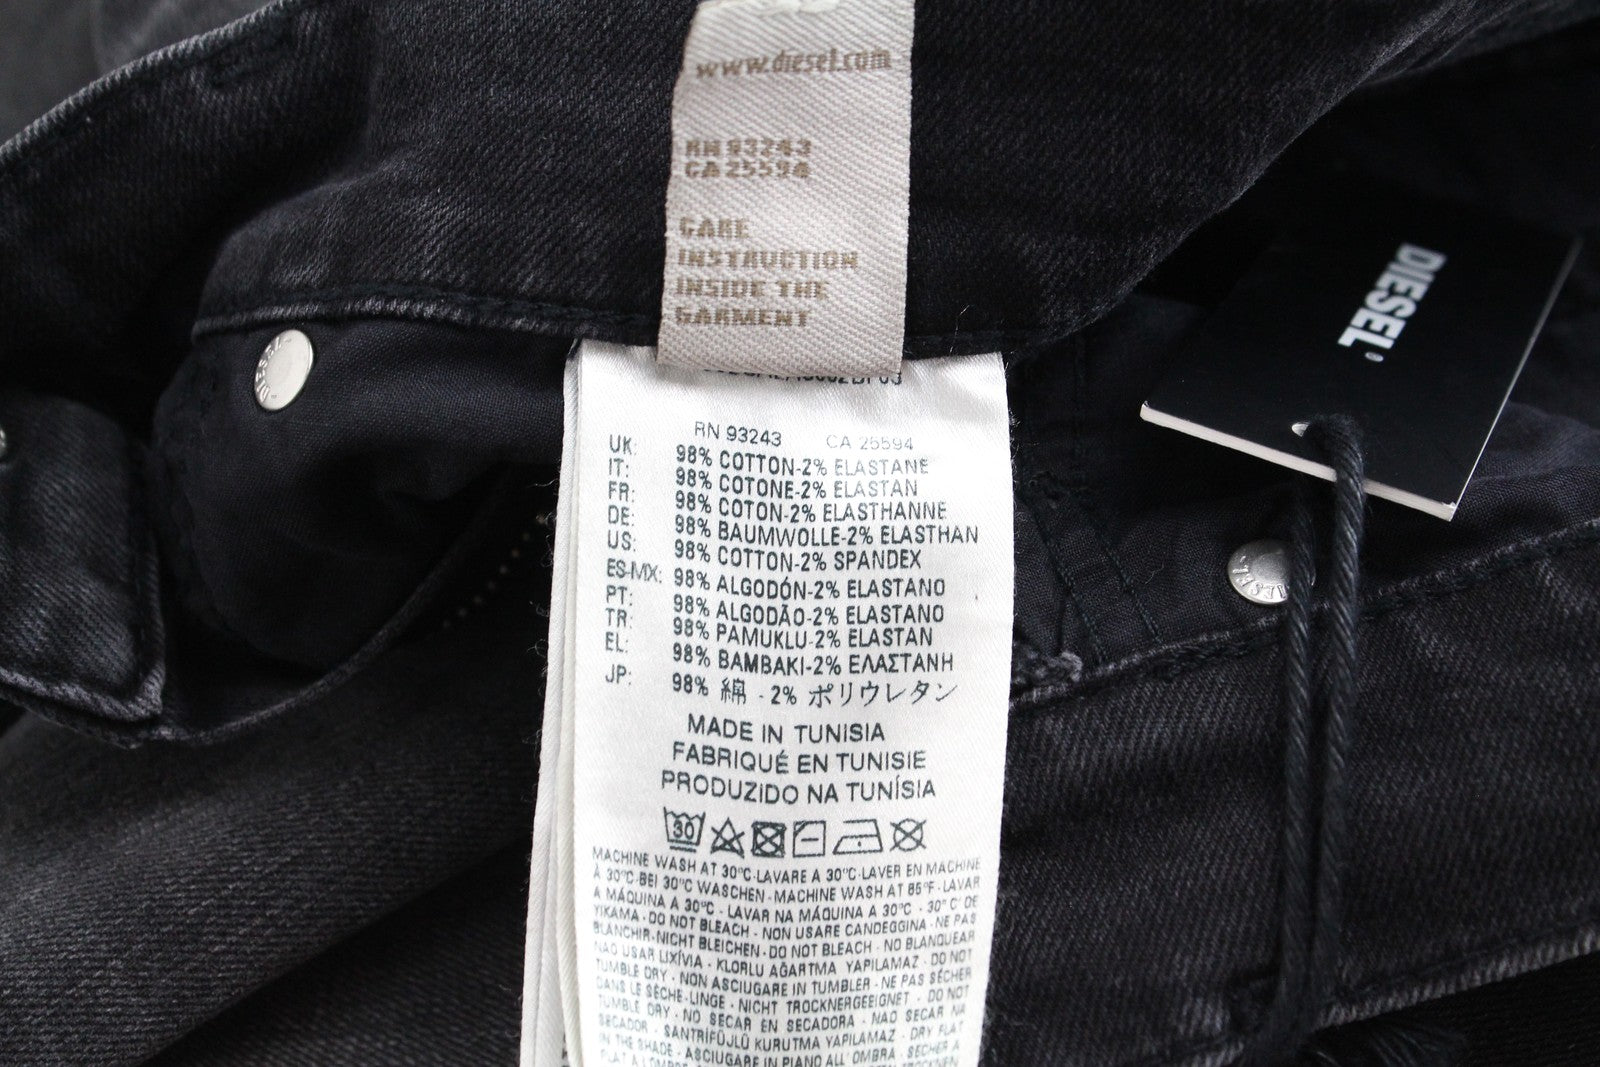 www.diesel.com
RN 93243
CA 25594
CARE
INSTRUCTION
INSIDE THE
GARMENT
DIESEL
RN 93243 CA 25594
UK: 98% COTTON-2% ELASTANE
IT: 98% COTONE-2% ELASTAN
FR: 98% COTON-2% ELASTHANNE
DE: 98% BAUMWOLLE-2% ELASTHAN
US: 98% COTTON-2% SPANDEX
ES-MX: 98% ALGODÓN-2% ELASTANO
PT: 98% ALGODÃO-2% ELASTANO
TR: 98% PAMUKLU-2% ELASTAN
EL: 98% ΒΑΜΒΑΚΙ-2% ΕΛΑΣΤΑΝΗ
JP: 98% 綿 - 2% ポリウレタン
MADE IN TUNISIA
FABRIQUÉ EN TUNISIE
PRODUZIDO NA TUNÍSIA
30
MACHINE WASH AT 30°C-LAVARE A 30°C-LAVER EN MACHINE
À 30°C-BEI 30°C WASCHEN-MACHINE WASH AT 85°F-LAVAR
A MÁQUINA A 30°C - LAVAR NA MÁQUINA A 30°C - 30°C'DE
YIKAMA - DO NOT BLEACH - NON USARE CANDEGGINA - NE PAS
BLANCHIR-NICHT BLEICHEN-DO NOT BLEACH - NO BLANQUEAR
NAO USAR LIXÍVIA - KLORLU AĞARTMA YAPILAMAZ - DO NOT
TUMBLE DRY - NON ASCIUGARE IN TUMBLER - NE PAS SÉCHER
DANS LE SÈCHE-LINGE - NICHT TROCKNERGEEIGNET - DO NOT
TUMBLE DRY - NO SECAR EN SECADORA - NAO SECAR NA
SECADOR - SANTRİFÜJLÜ KURUTMA YAPILAMAZ - DRY FLAT
IN THE SHADE - ASCIUGARE IN PIANO ALL'OMBRA - SÉCHER A
PLAT A L'OMBRE